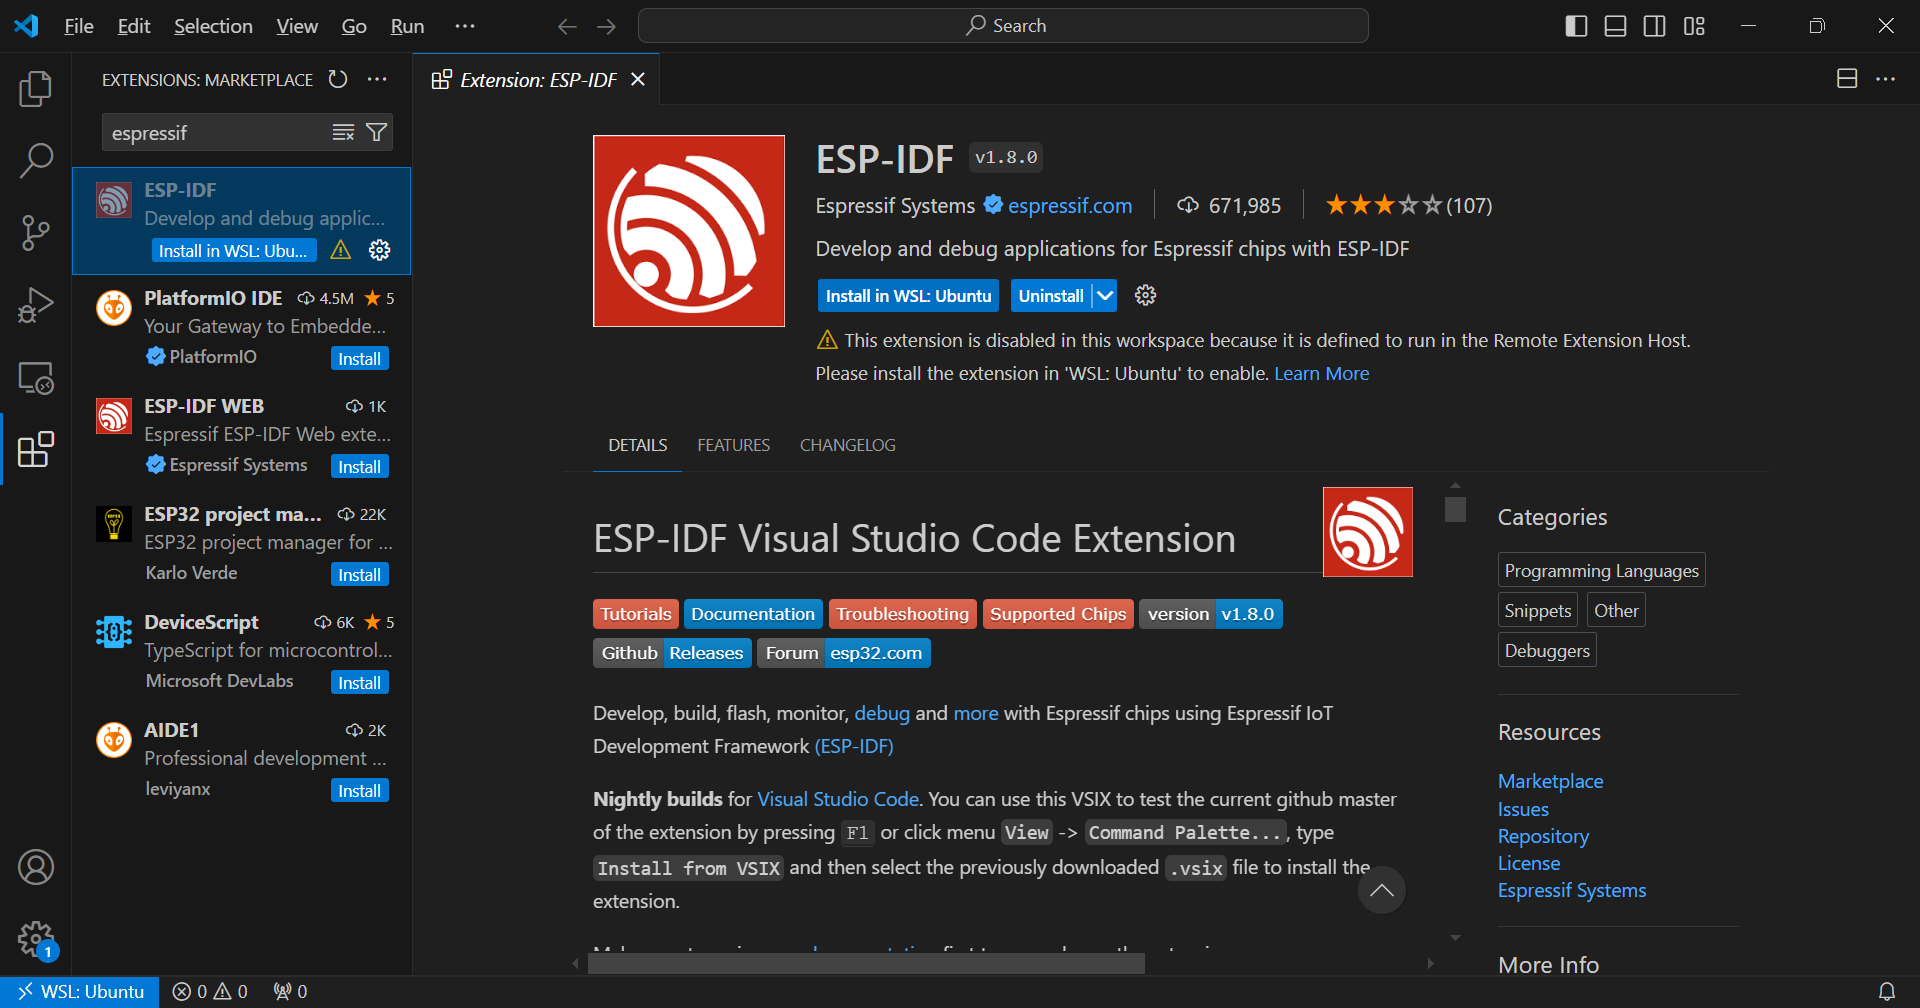 File Edit Selection View Go Run ···
Search
EXTENSIONS: MARKETPLACE
espressif
ESP-IDF
Develop and debug applic...
Install in WSL: Ubu...
PlatformIO IDE 4.5M 5
Your Gateway to Embedde...
PlatformIO Install
ESP-IDF WEB 1K
Espressif ESP-IDF Web exte...
Espressif Systems Install
ESP32 project ma... 22K
ESP32 project manager for ...
Karlo Verde Install
DeviceScript 6K 5
TypeScript for microcontrol...
Microsoft DevLabs Install
AIDE1 2K
Professional development ...
leviyanx Install
1
Extension: ESP-IDF
ESP-IDF v1.8.0
Espressif Systems espressif.com 671,985 (107)
Develop and debug applications for Espressif chips with ESP-IDF
Install in WSL: Ubuntu Uninstall
This extension is disabled in this workspace because it is defined to run in the Remote Extension Host.
Please install the extension in 'WSL: Ubuntu' to enable. Learn More
DETAILS FEATURES CHANGELOG
ESP-IDF Visual Studio Code Extension
Tutorials Documentation Troubleshooting Supported Chips version v1.8.0
Github Releases Forum esp32.com
Develop, build, flash, monitor, debug and more with Espressif chips using Espressif IoT
Development Framework (ESP-IDF)
Nightly builds for Visual Studio Code. You can use this VSIX to test the current github master
of the extension by pressing F1 or click menu View -> Command Palette..., type
Install from VSIX and then select the previously downloaded .vsix file to install the
extension.
Categories
Programming Languages
Snippets Other
Debuggers
Resources
Marketplace
Issues
Repository
License
Espressif Systems
More Info
WSL: Ubuntu 0 0 0